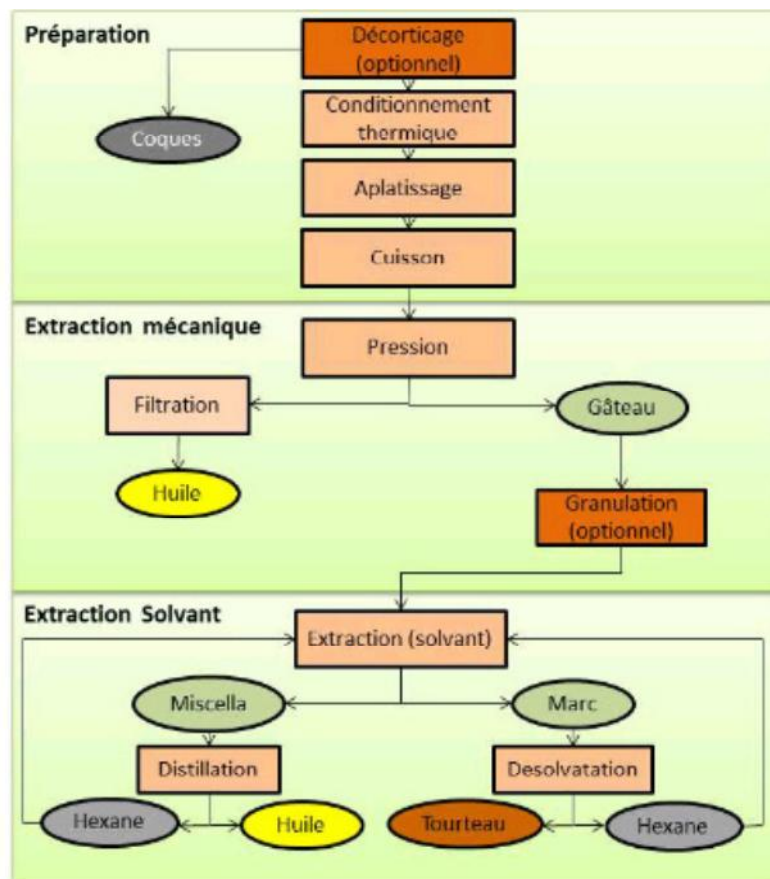 Préparation
Décorticage
(optionnel)
Conditionnement
thermique
Coques
Aplatissage
Cuisson
Extraction mécanique
Pression
Filtration
Gâteau
Huile
Granulation
(optionnel)
Extraction Solvant
Extraction (solvant)
Miscella
Marc
Distillation
Desolvatation
Hexane
Huile
Tourteau
Hexane